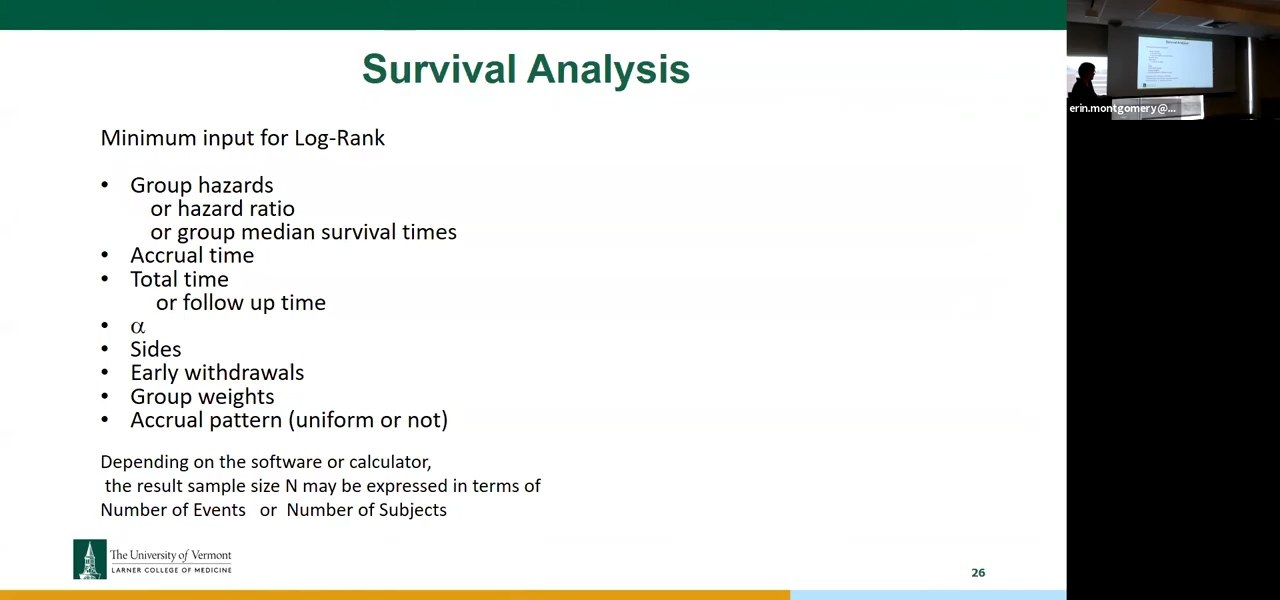 Survival Analysis
Minimum input for Log-Rank
• Group hazards
or hazard ratio
or group median survival times
• Accrual time
• Total time
or follow up time
• α
• Sides
• Early withdrawals
• Group weights
• Accrual pattern (uniform or not)
Depending on the software or calculator,
the result sample size N may be expressed in terms of
Number of Events or Number of Subjects
The University of Vermont
LARNER COLLEGE OF MEDICINE
26
erin.montgomery@...